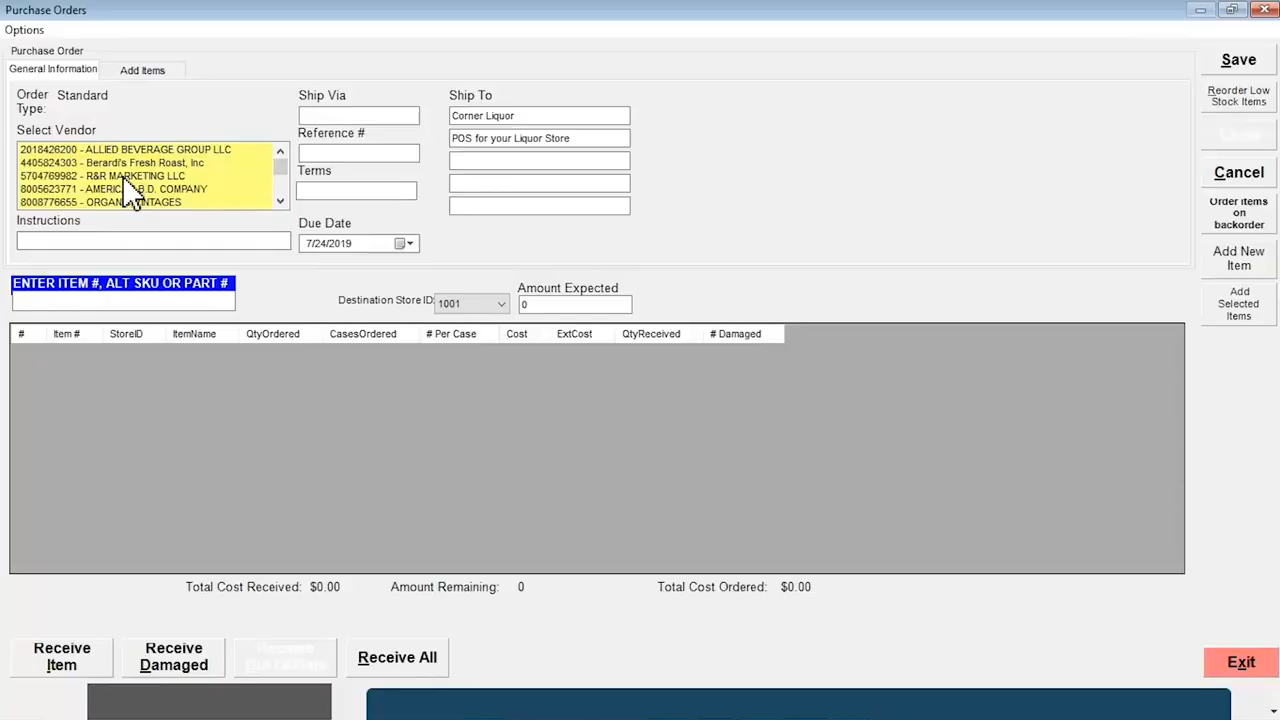 Purchase Orders
Options
Purchase Order
General Information
Add Items
Order
Type:
Standard
Select Vendor
2018426200 - ALLIED BEVERAGE GROUP LLC
4405824303 - Berardi's Fresh Roast, Inc
5704769982 - R&R MARKETING LLC
8005623771 - COMPANY
8008776655 -
Instructions
Ship Via
Reference #
Terms
Due Date
7/24/2019
Ship To
Corner Liquor
POS for your Liquor Store
Save
Reorder Low
Stock Items
Cancel
Order Items
on
backorder
Add New
Item
Add
Selected
Items
ENTER ITEM #, ALT SKU OR PART #
Destination Store ID:
1001
Amount Expected
0
# Item # StoreID ItemName QtyOrdered CasesOrdered # Per Case Cost ExtCost QtyReceived # Damaged
Total Cost Received: $0.00 Amount Remaining: 0 Total Cost Ordered: $0.00
Receive
Item
Receive
Damaged
Receive All
Exit